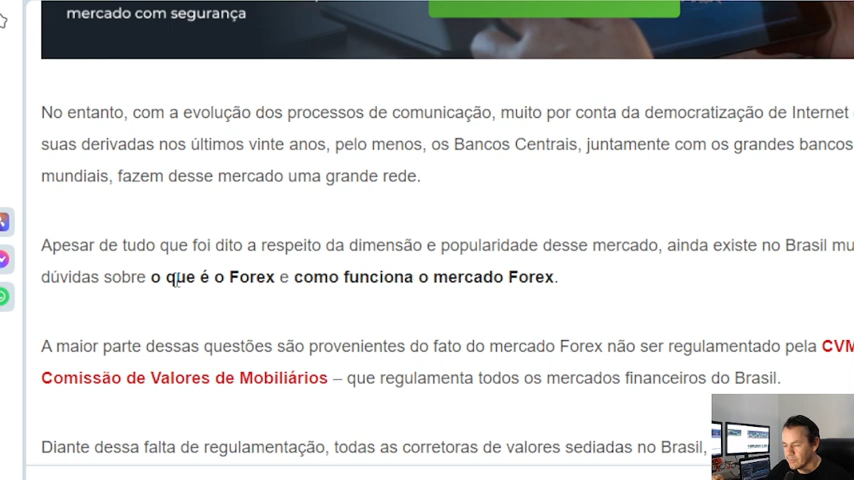 mercado com segurança
No entanto, com a evolução dos processos de comunicação, muito por conta da democratização de Internet
suas derivadas nos últimos vinte anos, pelo menos, os Bancos Centrais, juntamente com os grandes bancos
mundiais, fazem desse mercado uma grande rede.
Apesar de tudo que foi dito a respeito da dimensão e popularidade desse mercado, ainda existe no Brasil mu
dúvidas sobre o que é o Forex e como funciona o mercado Forex.
A maior parte dessas questões são provenientes do fato do mercado Forex não ser regulamentado pela CVM
Comissão de Valores de Mobiliários – que regulamenta todos os mercados financeiros do Brasil.
Diante dessa falta de regulamentação, todas as corretoras de valores sediadas no Brasil,